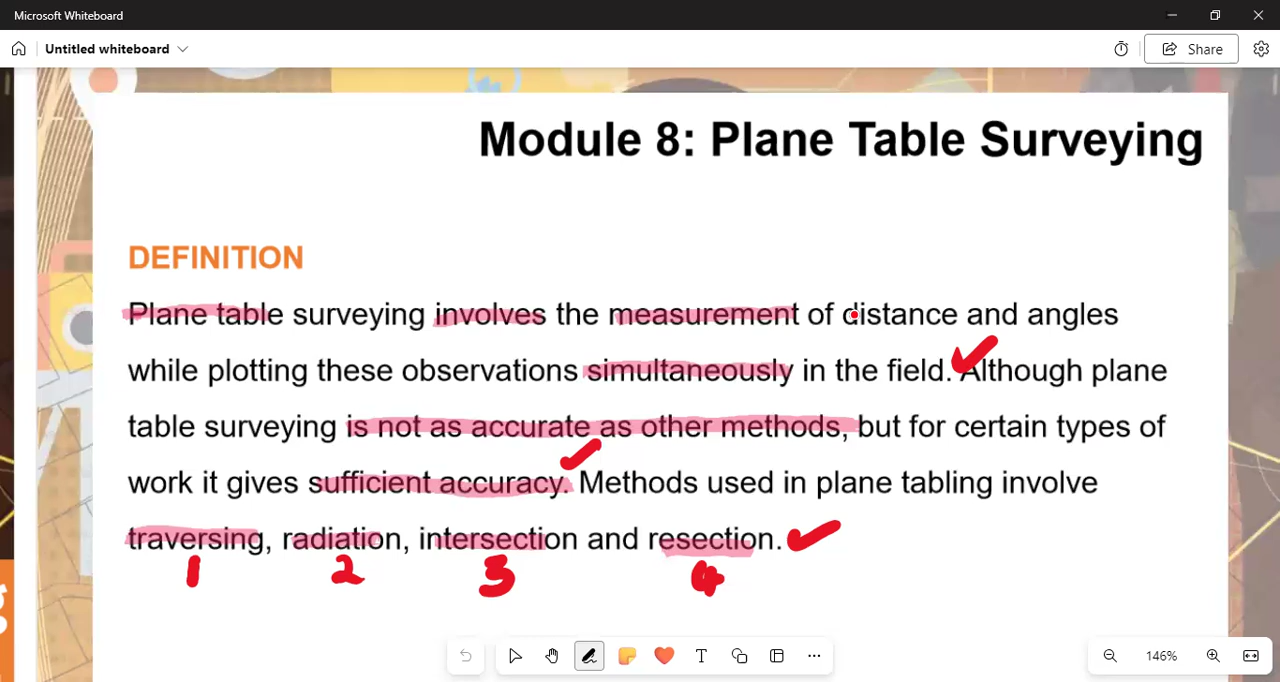 Microsoft Whiteboard
Untitled whiteboard
Share
Module 8: Plane Table Surveying
DEFINITION
Plane table surveying involves the measurement of distance and angles
while plotting these observations simultaneously in the field. Although plane
table surveying is not as accurate as other methods, but for certain types of
work it gives sufficient accuracy. Methods used in plane tabling involve
traversing, radiation, intersection and resection.
1 2 3 4
146%